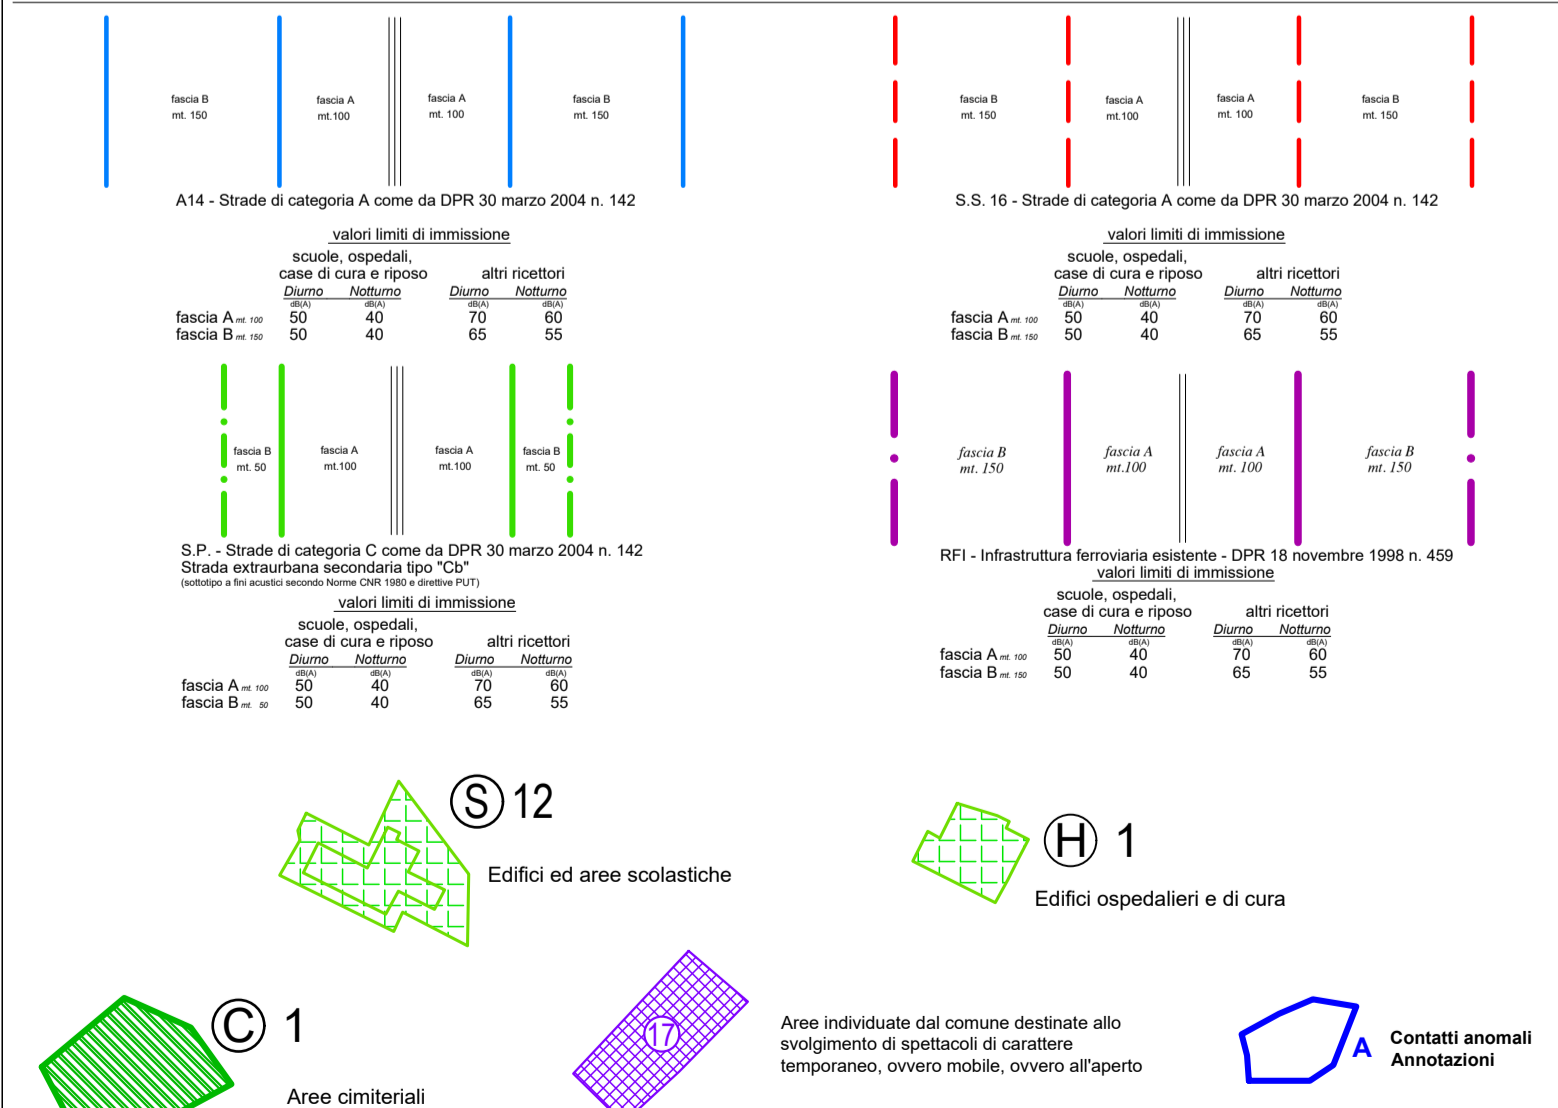 fascia B
mt. 150
fascia A
mt.100
fascia A
mt. 100
fascia B
mt. 150
A14 - Strade di categoria A come da DPR 30 marzo 2004 n. 142
valori limiti di immissione
scuole, ospedali,
case di cura e riposo altri ricettori
Diurno Notturno Diurno Notturno
dB(A) dB(A) dB(A) dB(A)
fascia A mt. 100 50 40 70 60
fascia B mt. 150 50 40 65 55
fascia B
mt. 150
fascia A
mt.100
fascia A
mt. 100
fascia B
mt. 150
S.S. 16 - Strade di categoria A come da DPR 30 marzo 2004 n. 142
valori limiti di immissione
scuole, ospedali,
case di cura e riposo altri ricettori
Diurno Notturno Diurno Notturno
dB(A) dB(A) dB(A) dB(A)
fascia A mt. 100 50 40 70 60
fascia B mt. 150 50 40 65 55
fascia B
mt. 50
fascia A
mt.100
fascia A
mt.100
fascia B
mt. 50
S.P. - Strade di categoria C come da DPR 30 marzo 2004 n. 142
Strada extraurbana secondaria tipo "Cb"
(sottotipo a fini acustici secondo Norme CNR 1980 e direttive PUT)
valori limiti di immissione
scuole, ospedali,
case di cura e riposo altri ricettori
Diurno Notturno Diurno Notturno
dB(A) dB(A) dB(A) dB(A)
fascia A mt. 100 50 40 70 60
fascia B mt. 50 50 40 65 55
fascia B
mt. 150
fascia A
mt.100
fascia A
mt. 100
fascia B
mt. 150
RFI - Infrastruttura ferroviaria esistente - DPR 18 novembre 1998 n. 459
valori limiti di immissione
scuole, ospedali,
case di cura e riposo altri ricettori
Diurno Notturno Diurno Notturno
dB(A) dB(A) dB(A) dB(A)
fascia A mt. 100 50 40 70 60
fascia B mt. 150 50 40 65 55
S 12
Edifici ed aree scolastiche
H 1
Edifici ospedalieri e di cura
C 1
Aree cimiteriali
17
Aree individuate dal comune destinate allo
svolgimento di spettacoli di carattere
temporaneo, ovvero mobile, ovvero all'aperto
A
Contatti anomali
Annotazioni